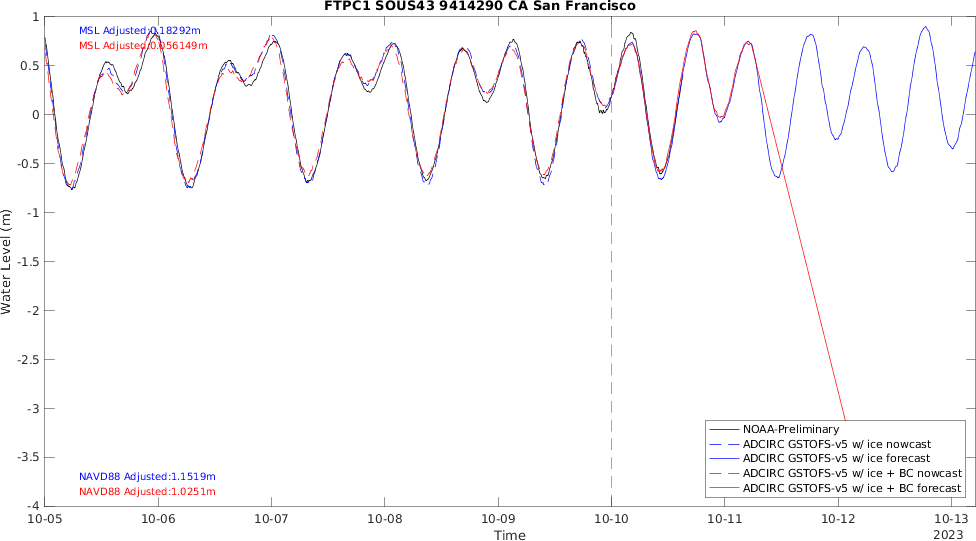 FTPC1 SOUS43 9414290 CA San Francisco
MSL Adjusted:0.18292m
MSL Adjusted:0.056149m
1
0.5
0
-0.5
-1
-1.5
-2
-2.5
-3
-3.5
-4
Water Level (m)
NAVD88 Adjusted:1.1519m
NAVD88 Adjusted:1.0251m
NOAA-Preliminary
ADCIRC GSTOFS-v5 w/ ice nowcast
ADCIRC GSTOFS-v5 w/ ice forecast
ADCIRC GSTOFS-v5 w/ ice + BC nowcast
ADCIRC GSTOFS-v5 w/ ice + BC forecast
10-05 10-06 10-07 10-08 10-09 10-10 10-11 10-12 10-13
Time
2023